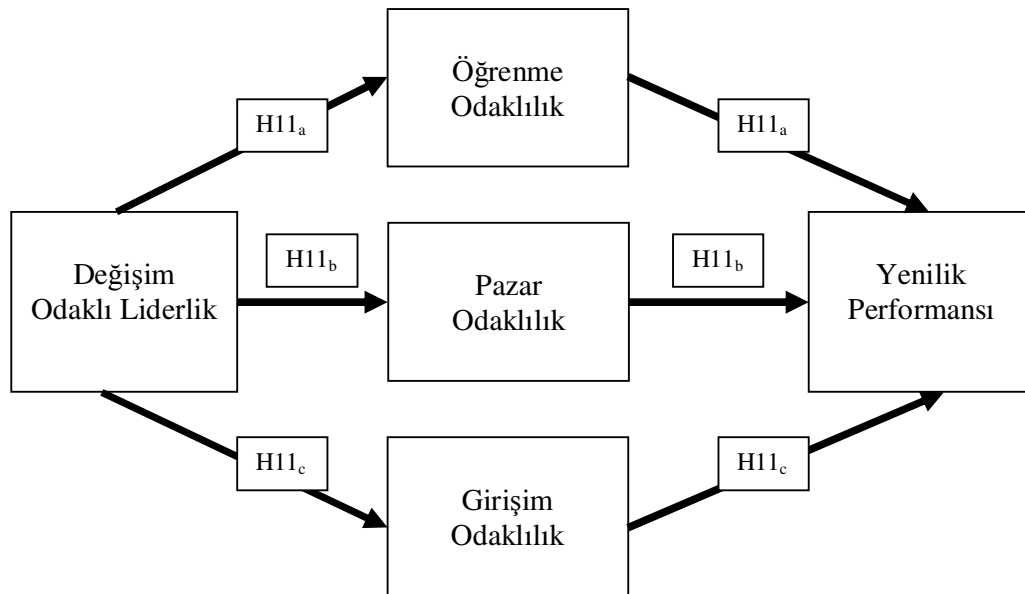 Öğrenme
Odaklılık
H11a
H11a
Değişim
Odaklı Liderlik
H11b
Pazar
Odaklılık
H11b
Yenilik
Performansı
H11c
H11c
Girişim
Odaklılık